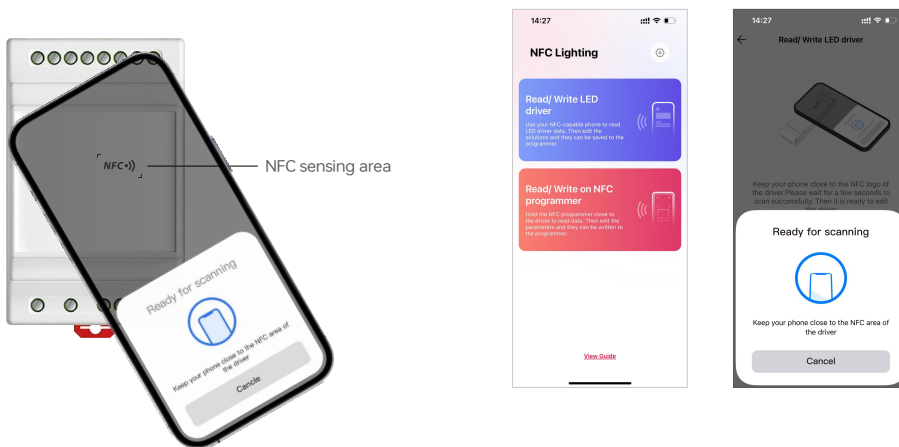 NFC
NFC sensing area
Ready for scanning
Keep your phone close to the NFC area of
the driver
Cancle
14:27
NFC Lighting
Read/ Write LED
driver
Use your NFC-capable phone to read
LED driver data. Then edit the
solutions and they can be saved to the
programmer.
Read/ Write on NFC
programmer
Hold the NFC programmer close to
the driver to read data. Then edit the
parameters and they can be written to
the programmer.
View Guide
14:27
Read/ Write LED driver
Keep your phone close to the NFC logo of
the driver.Please wait for a few seconds to
scan successfully. Then it is ready to edit
the driver
Ready for scanning
Keep your phone close to the NFC area of
the driver
Cancel